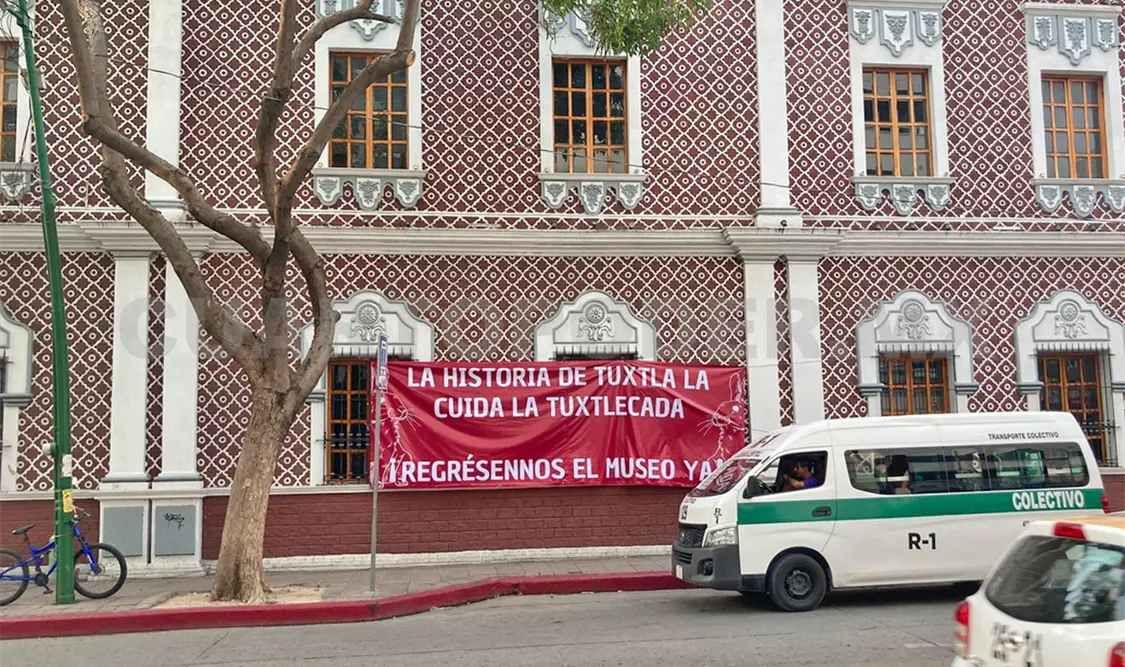 LA HISTORIA DE TUXTLA LA
CUIDA LA TUXTLECADA
¡REGRÉSENNOS EL MUSEO YA!
TRANSPORTE COLECTIVO
COLECTIVO
R-1